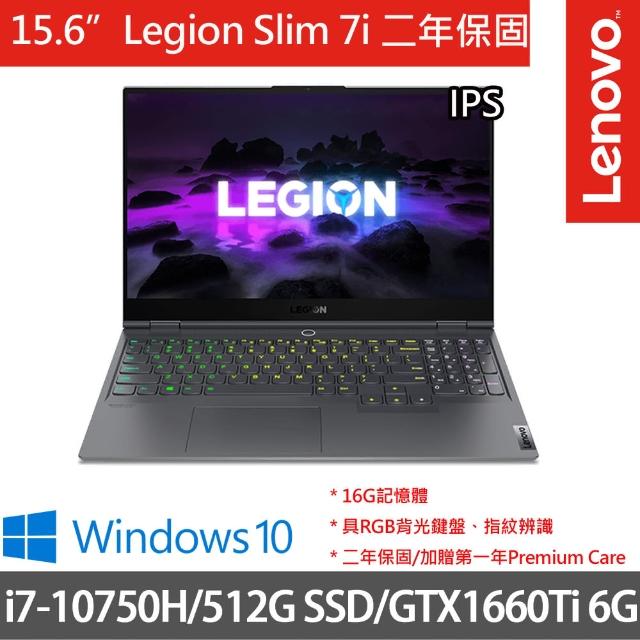 15.6” Legion Slim 7i 二年保固
Lenovo
IPS
LEGION
LEGION
Lenovo
* 16G記憶體
* 具RGB背光鍵盤、指紋辨識
* 二年保固/加贈第一年Premium Care
Windows 10
i7-10750H/512G SSD/GTX1660Ti 6G